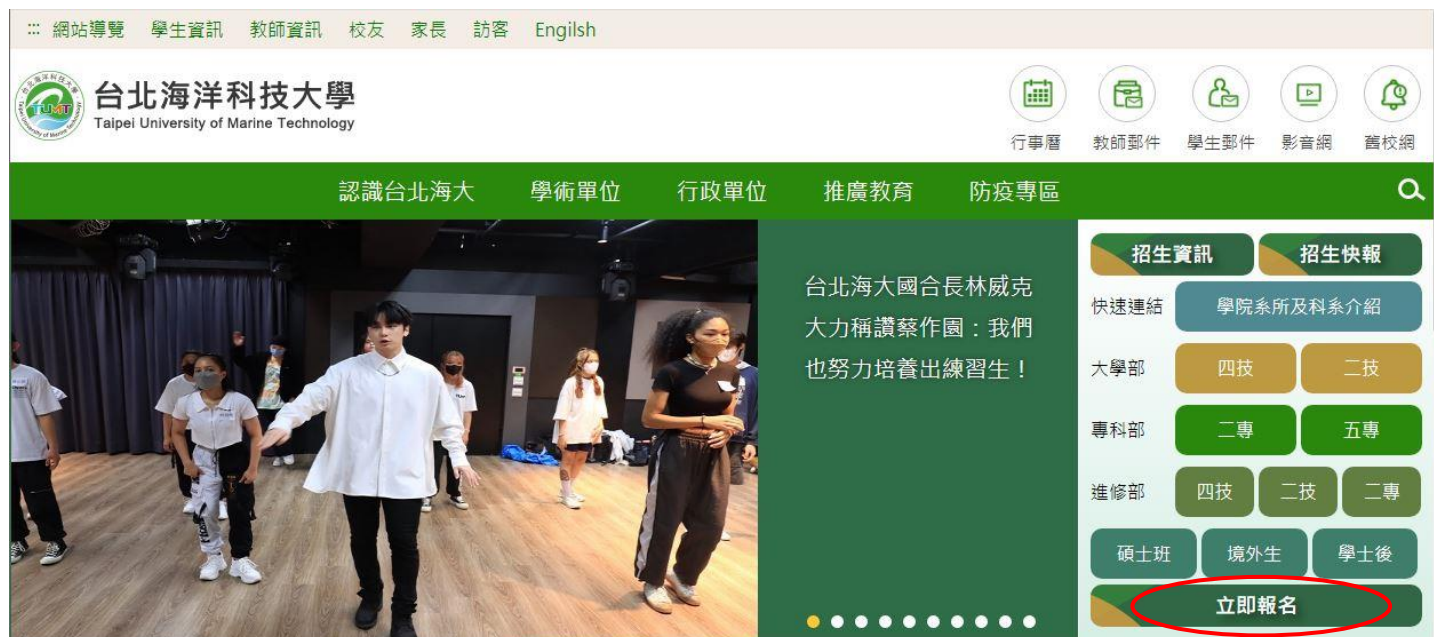 ::: 網站導覽 學生資訊 教師資訊 校友 家長 訪客 Engilsh
台北海洋科技大學
Taipei University of Marine Technology
行事曆 教師郵件 學生郵件 影音網 舊校網
認識台北海大 學術單位 行政單位 推廣教育 防疫專區
台北海大國合長林威克
大力稱讚蔡作園：我們
也努力培養出練習生！
招生資訊 招生快報
快速連結 學院系所及科系介紹
大學部 四技 二技
專科部 二專 五專
進修部 四技 二技 二專
碩士班 境外生 學士後
立即報名